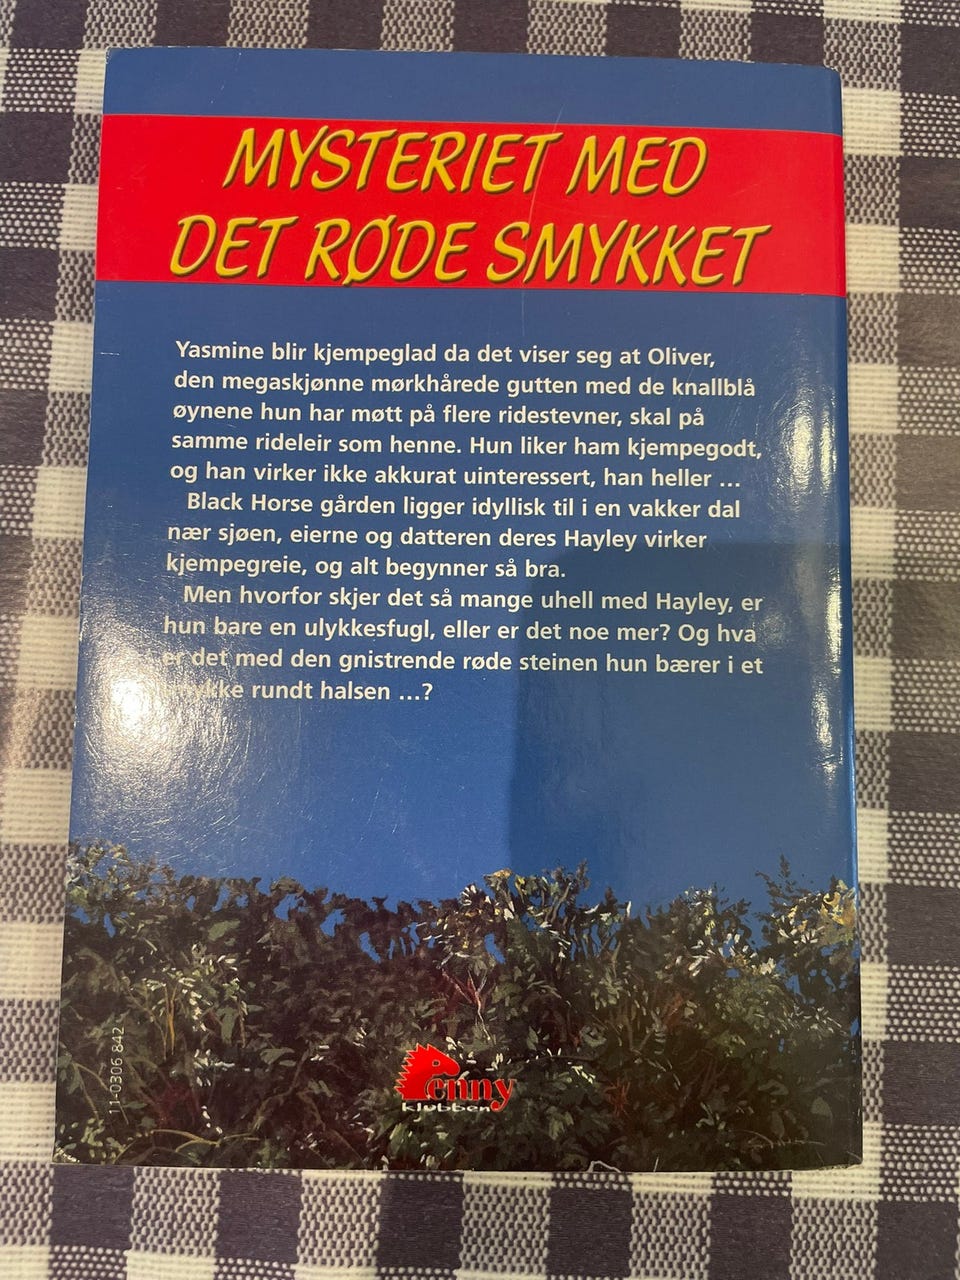 MYSTERIET MED
DET RØDE SMYKKET
Yasmine blir kjempeglad da det viser seg at Oliver,
den megaskjønne mørkhårede gutten med de knallblå
øynene hun har møtt på flere ridestevner, skal på
samme rideleir som henne. Hun liker ham kjempegodt,
og han virker ikke akkurat uinteressert, han heller ...
Black Horse gården ligger idyllisk til i en vakker dal
nær sjøen, eierne og datteren deres Hayley virker
kjempegreie, og alt begynner så bra.
Men hvorfor skjer det så mange uhell med Hayley, er
hun bare en ulykkesfugl, eller er det noe mer? Og hva
er det med den gnistrende røde steinen hun bærer i et
smykke rundt halsen ...?
11-0306 842
Penny
klubben